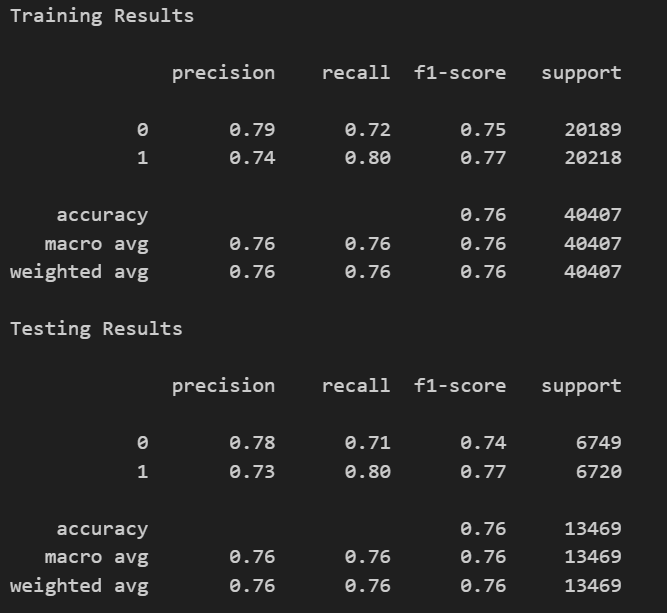 Training Results
precision recall f1-score support
0 0.79 0.72 0.75 20189
1 0.74 0.80 0.77 20218
accuracy 0.76 40407
macro avg 0.76 0.76 0.76 40407
weighted avg 0.76 0.76 0.76 40407
Testing Results
precision recall f1-score support
0 0.78 0.71 0.74 6749
1 0.73 0.80 0.77 6720
accuracy 0.76 13469
macro avg 0.76 0.76 0.76 13469
weighted avg 0.76 0.76 0.76 13469